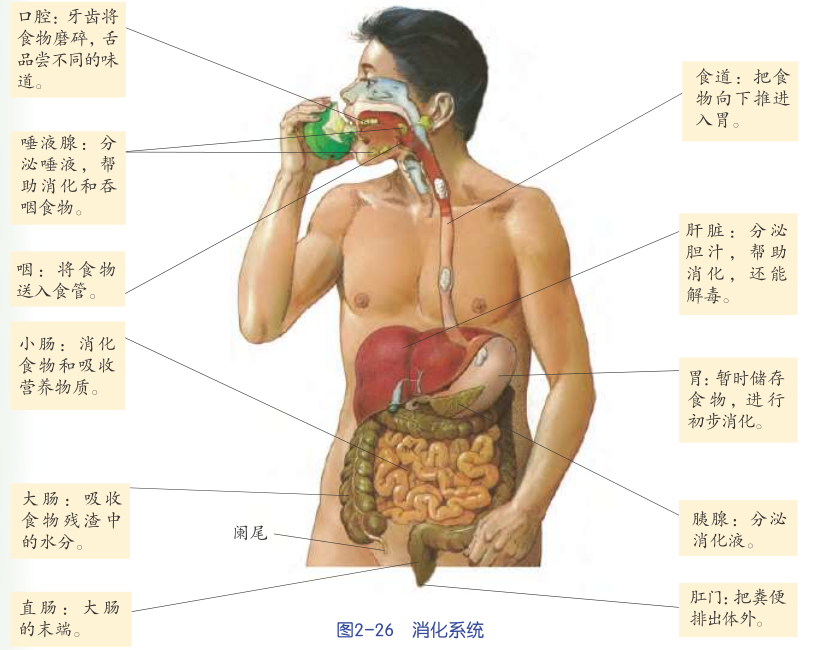 口腔：牙齿将
食物磨碎，舌
品尝不同的味
道。
唾液腺：分
泌唾液，帮
助消化和吞
咽食物。
咽：将食物
送入食管。
小肠：消化
食物和吸收
营养物质。
大肠：吸收
食物残渣中
的水分。
直肠：大肠
的末端。
阑尾
食道：把食
物向下推进
入胃。
肝脏：分泌
胆汁，帮助
消化，还能
解毒。
胃：暂时储存
食物，进行
初步消化。
胰腺：分泌
消化液。
肛门：把粪便
排出体外。
图2-26 消化系统